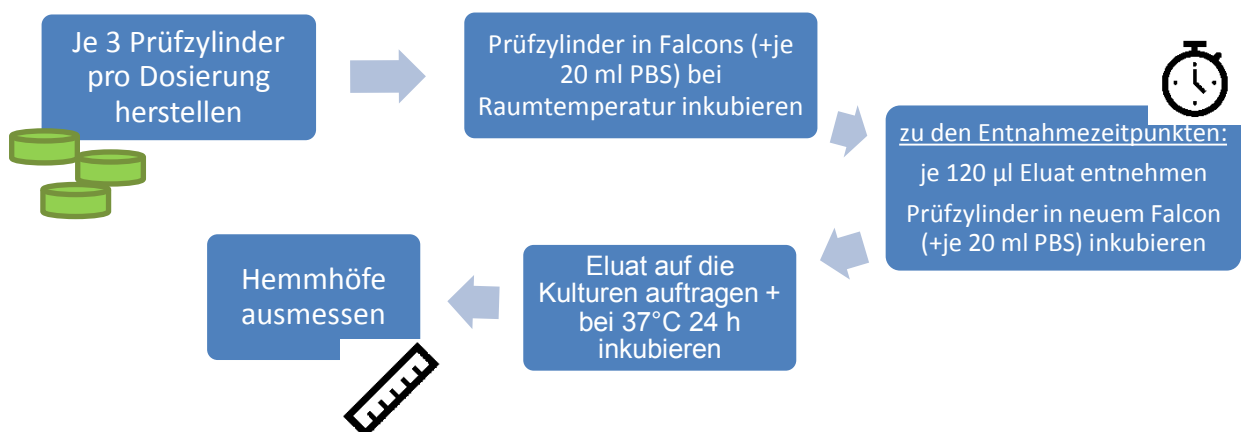 Je 3 Prüfzylinder
pro Dosierung
herstellen
Prüfzylinder in Falcons (+je
20 ml PBS) bei
Raumtemperatur inkubieren
zu den Entnahmezeitpunkten:
je 120 µl Eluat entnehmen
Prüfzylinder in neuem Falcon
(+je 20 ml PBS) inkubieren
Eluat auf die
Kulturen auftragen +
bei 37°C 24 h
inkubieren
Hemmhöfe
ausmessen